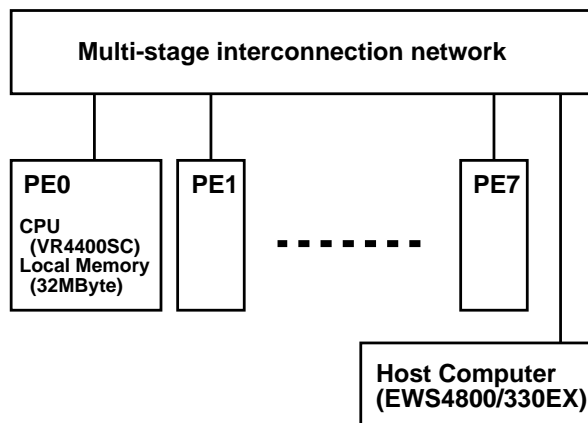 Multi-stage interconnection network
PE0
CPU
(VR4400SC)
Local Memory
(32MByte)
PE1
PE7
Host Computer
(EWS4800/330EX)